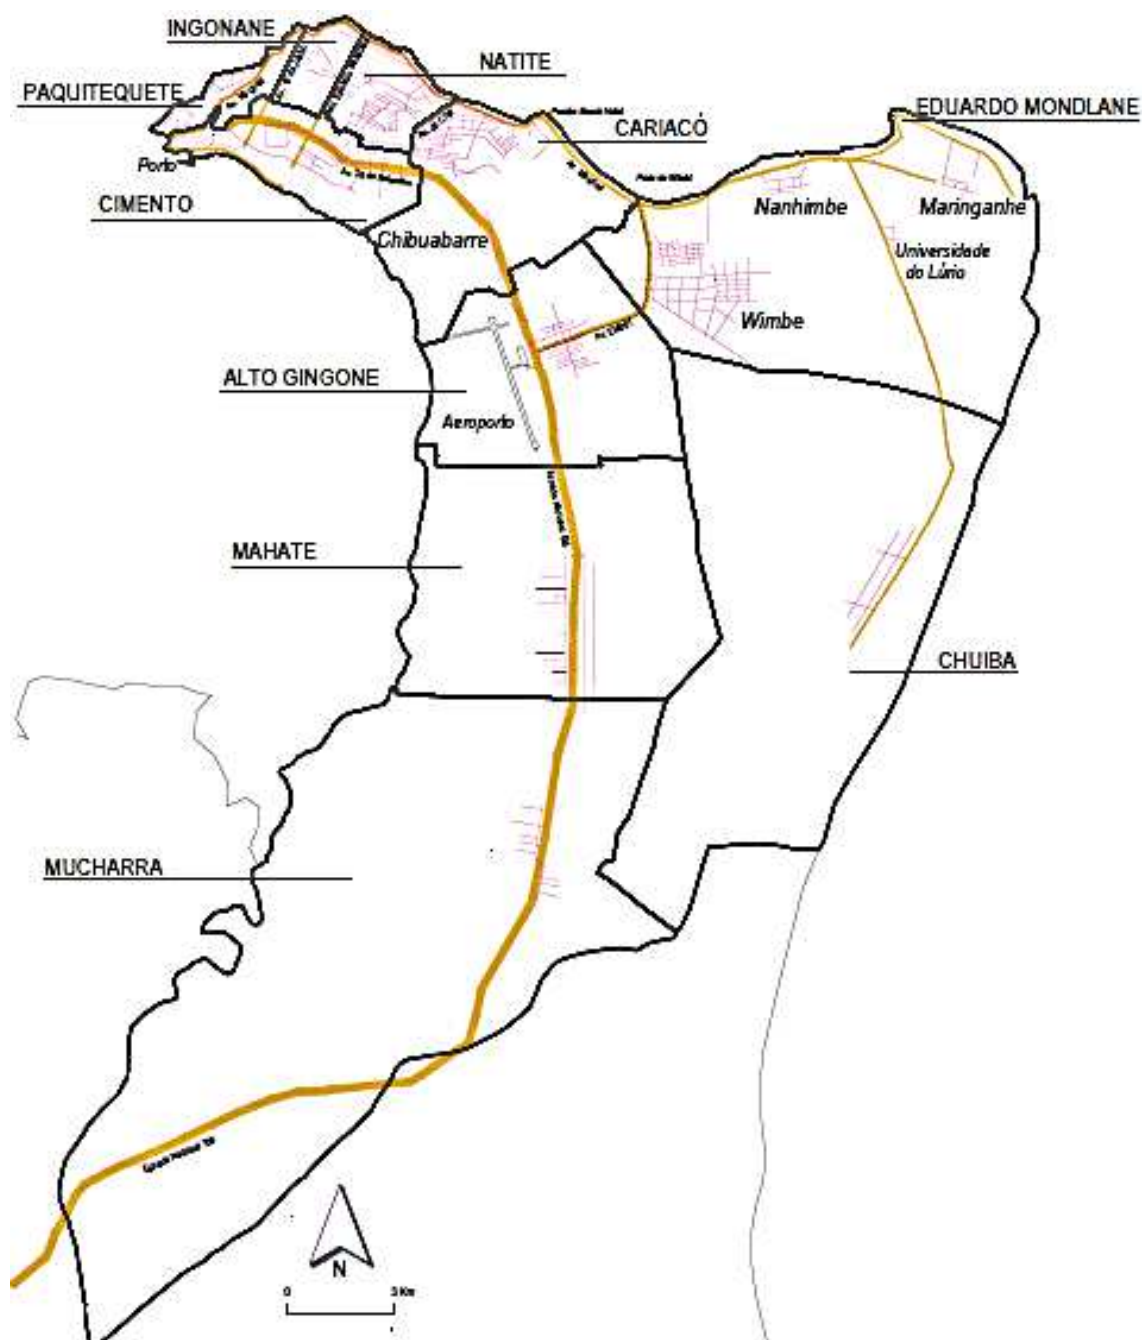 INGONANE
NATITE
PAQUITEQUETE
CARIACÓ
EDUARDO MONDLANE
Porto
CIMENTO
Nanhimbe
Maringanhe
Chibuabarre
Universidade
do Lúrio
Wimbe
ALTO GINGONE
Aeroporto
MAHATE
CHUIBA
MUCHARRA
N
0
3 Km